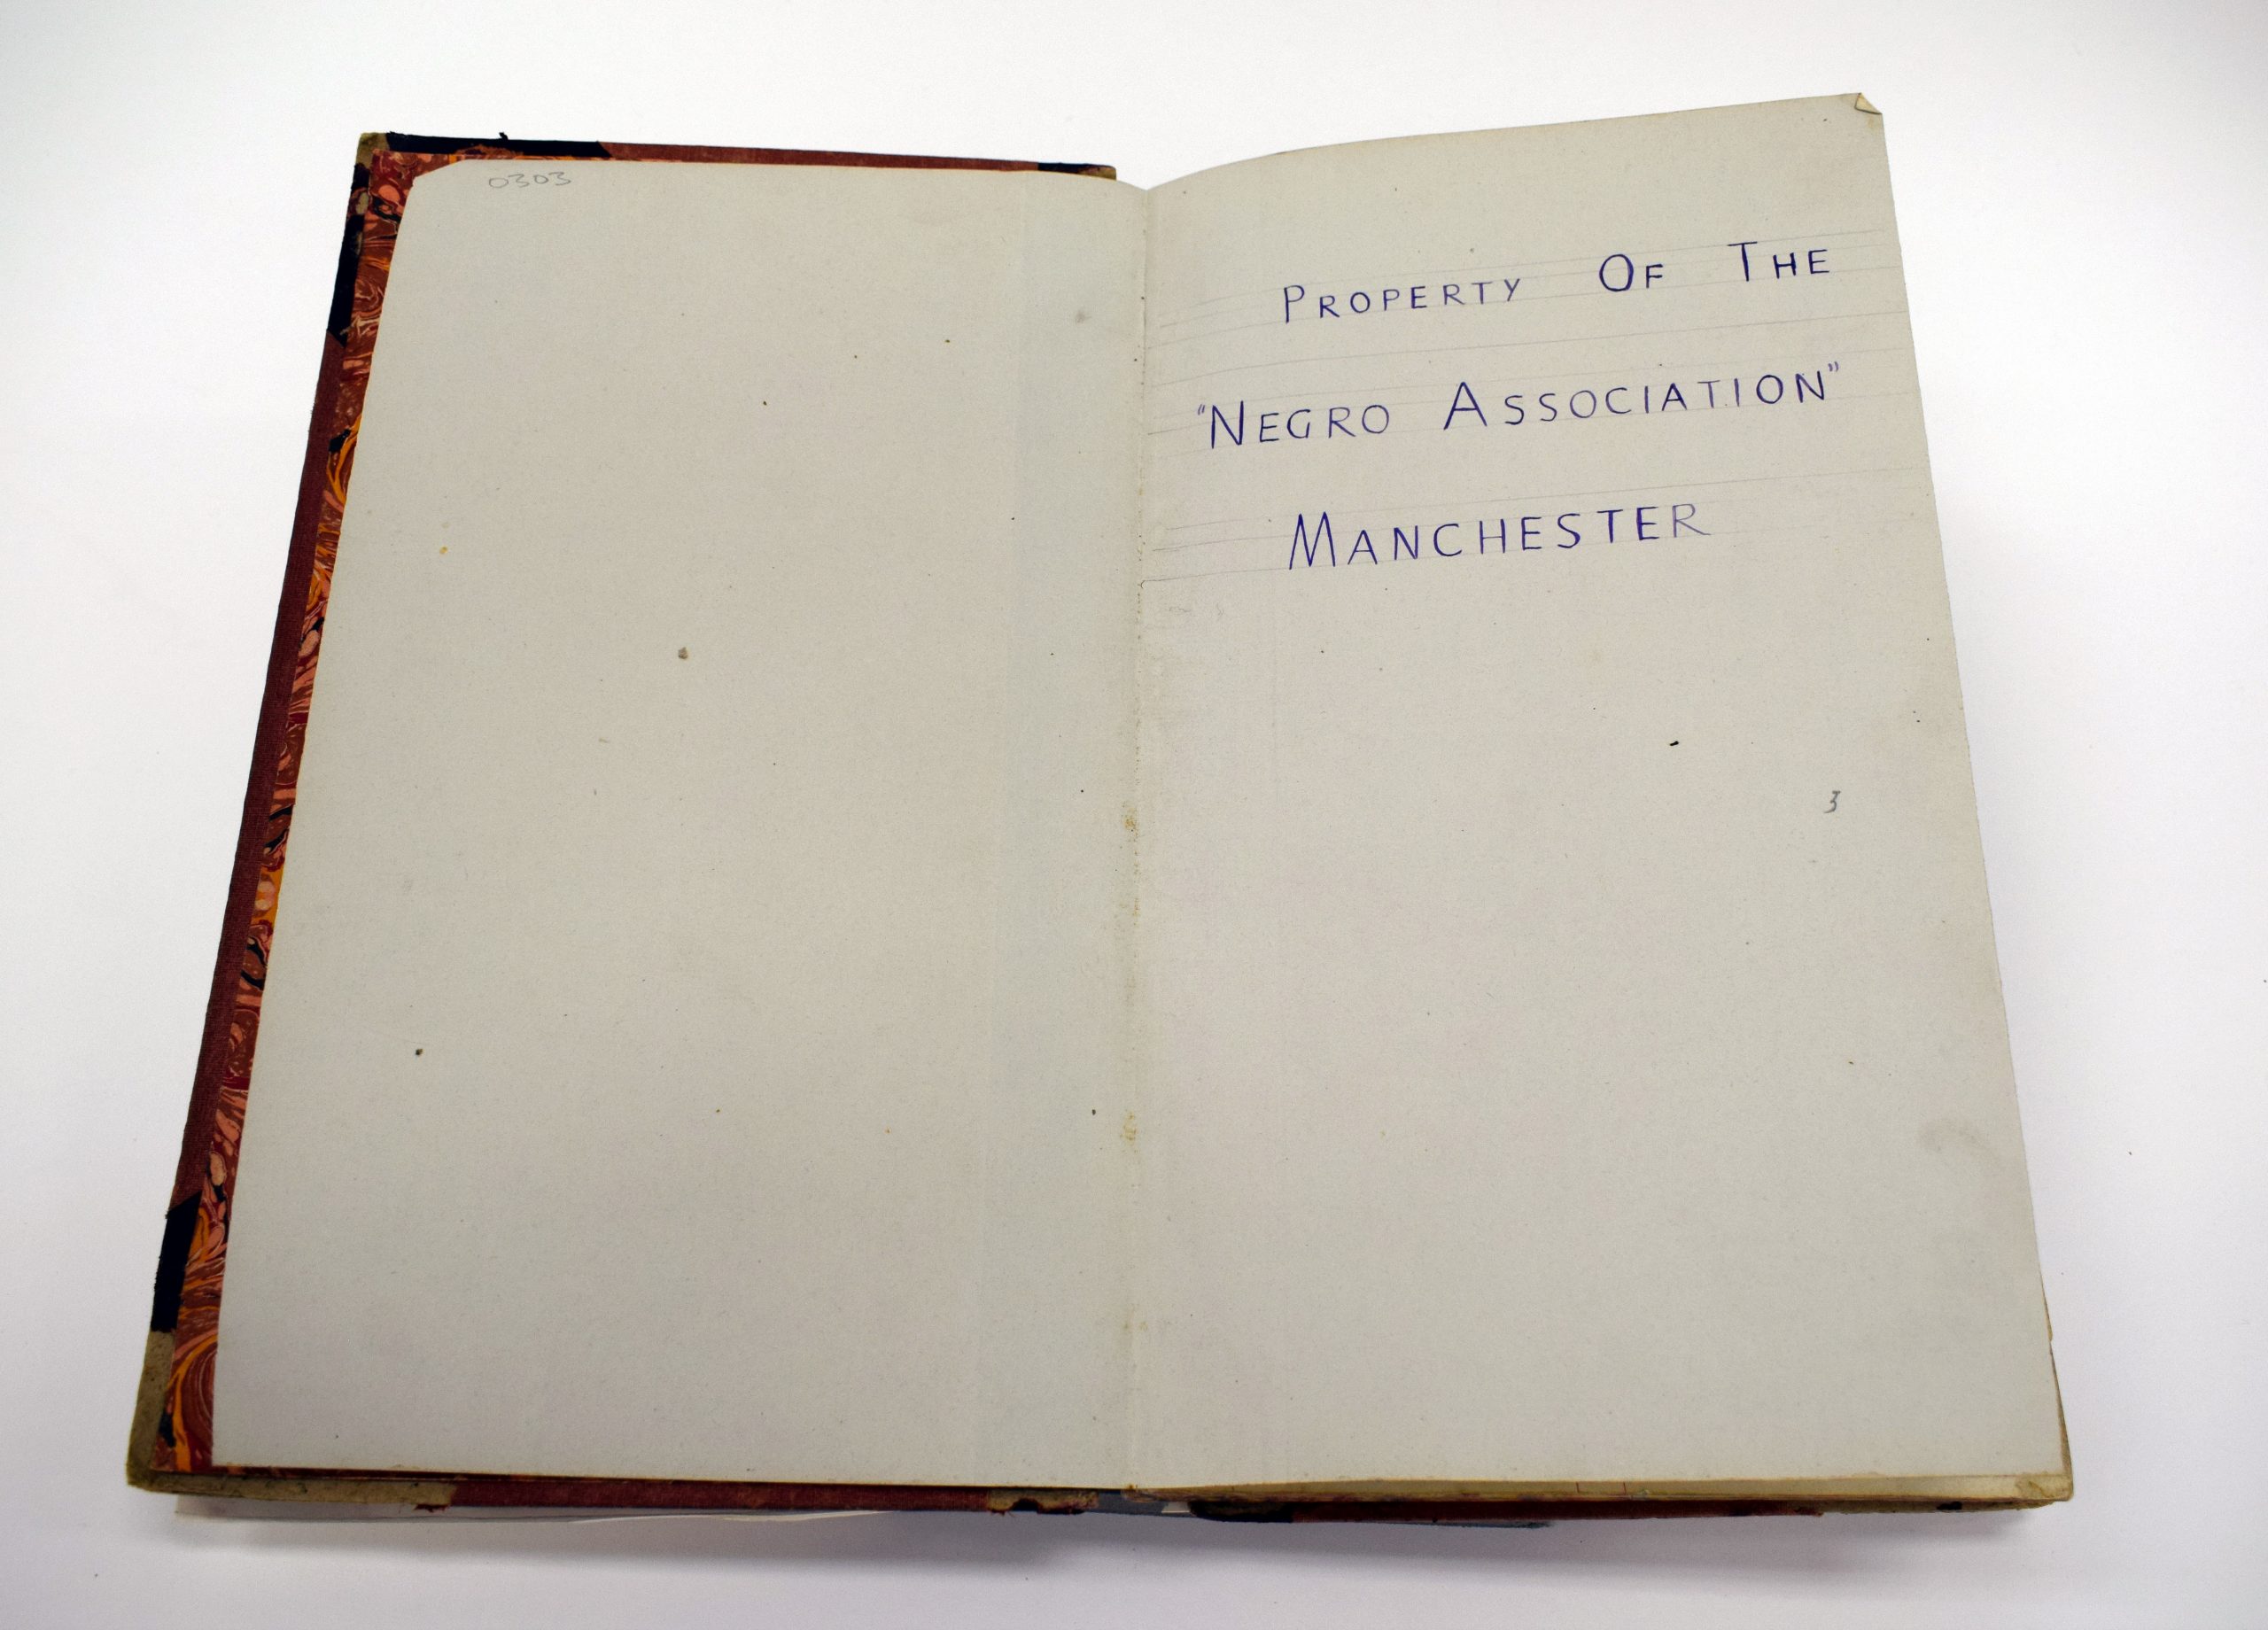 0303
PROPERTY OF THE
"NEGRO ASSOCIATION"
MANCHESTER
3